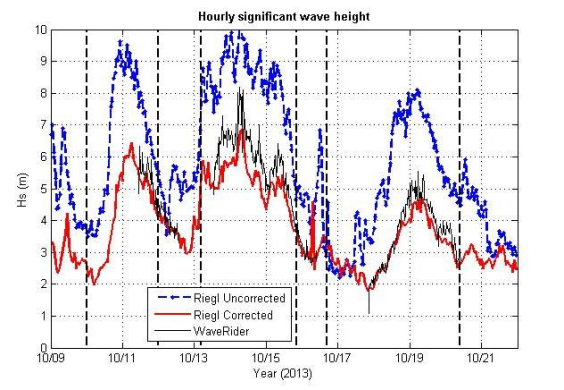 Hourly significant wave height
10
9
8
7
6
5
4
3
2
1
0
Hs (m)
Riegl Uncorrected
Riegl Corrected
WaveRider
10/09 10/11 10/13 10/15 10/17 10/19 10/21
Year (2013)